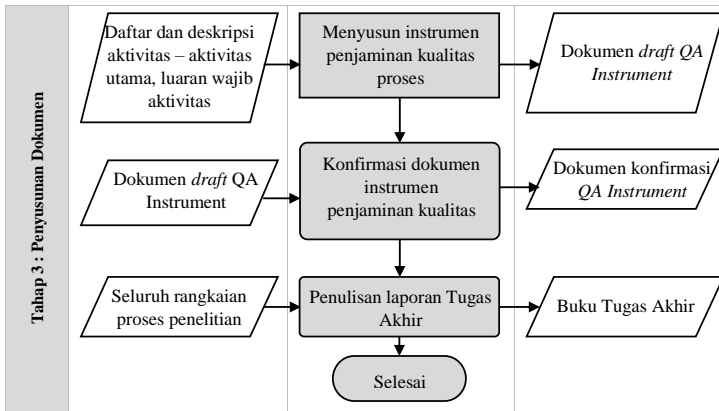 Tahap 3 : Penyusunan Dokumen
Daftar dan deskripsi
aktivitas – aktivitas
utama, luaran wajib
aktivitas
Menyusun instrumen
penjaminan kualitas
proses
Dokumen draft QA
Instrument
Dokumen draft QA
Instrument
Konfirmasi dokumen
instrumen
penjaminan kualitas
Dokumen konfirmasi
QA Instrument
Seluruh rangkaian
proses penelitian
Penulisan laporan Tugas
Akhir
Buku Tugas Akhir
Selesai